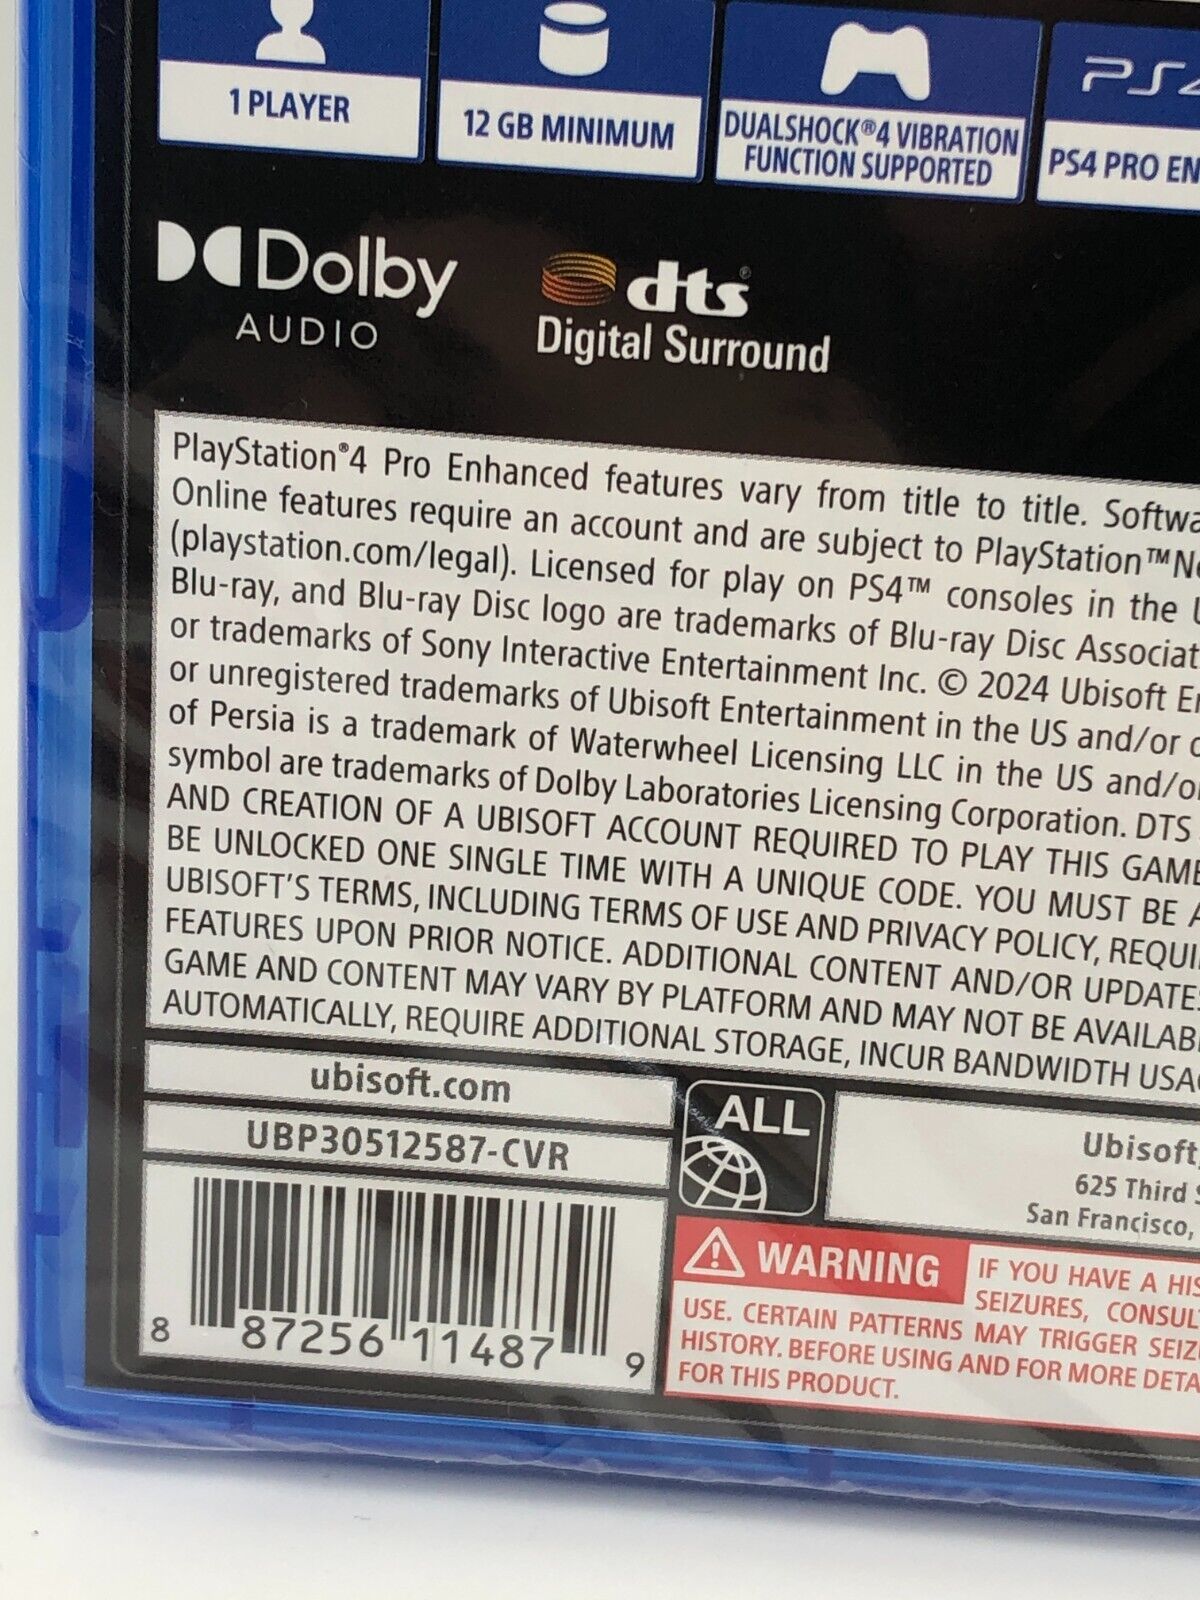 1 PLAYER
12 GB MINIMUM
DUALSHOCK®4 VIBRATION
FUNCTION SUPPORTED
PS4
PS4 PRO EN
Dolby
AUDIO
dts®
Digital Surround
PlayStation®4 Pro Enhanced features vary from title to title. Softwa
Online features require an account and are subject to PlayStation™Ne
(playstation.com/legal). Licensed for play on PS4™ consoles in the U
Blu-ray, and Blu-ray Disc logo are trademarks of Blu-ray Disc Associat
or trademarks of Sony Interactive Entertainment Inc. © 2024 Ubisoft En
or unregistered trademarks of Ubisoft Entertainment in the US and/or o
of Persia is a trademark of Waterwheel Licensing LLC in the US and/or
symbol are trademarks of Dolby Laboratories Licensing Corporation. DTS
AND CREATION OF A UBISOFT ACCOUNT REQUIRED TO PLAY THIS GAME
BE UNLOCKED ONE SINGLE TIME WITH A UNIQUE CODE. YOU MUST BE A
UBISOFT'S TERMS, INCLUDING TERMS OF USE AND PRIVACY POLICY, REQUI
FEATURES UPON PRIOR NOTICE. ADDITIONAL CONTENT AND/OR UPDATES
GAME AND CONTENT MAY VARY BY PLATFORM AND MAY NOT BE AVAILAB
AUTOMATICALLY, REQUIRE ADDITIONAL STORAGE, INCUR BANDWIDTH USA
ubisoft.com
UBP30512587-CVR
ALL
Ubisoft,
625 Third S
San Francisco,
8 87256 11487 9
WARNING
IF YOU HAVE A HIS
SEIZURES, CONSUL
USE. CERTAIN PATTERNS MAY TRIGGER SEIZ
HISTORY. BEFORE USING AND FOR MORE DETA
FOR THIS PRODUCT.